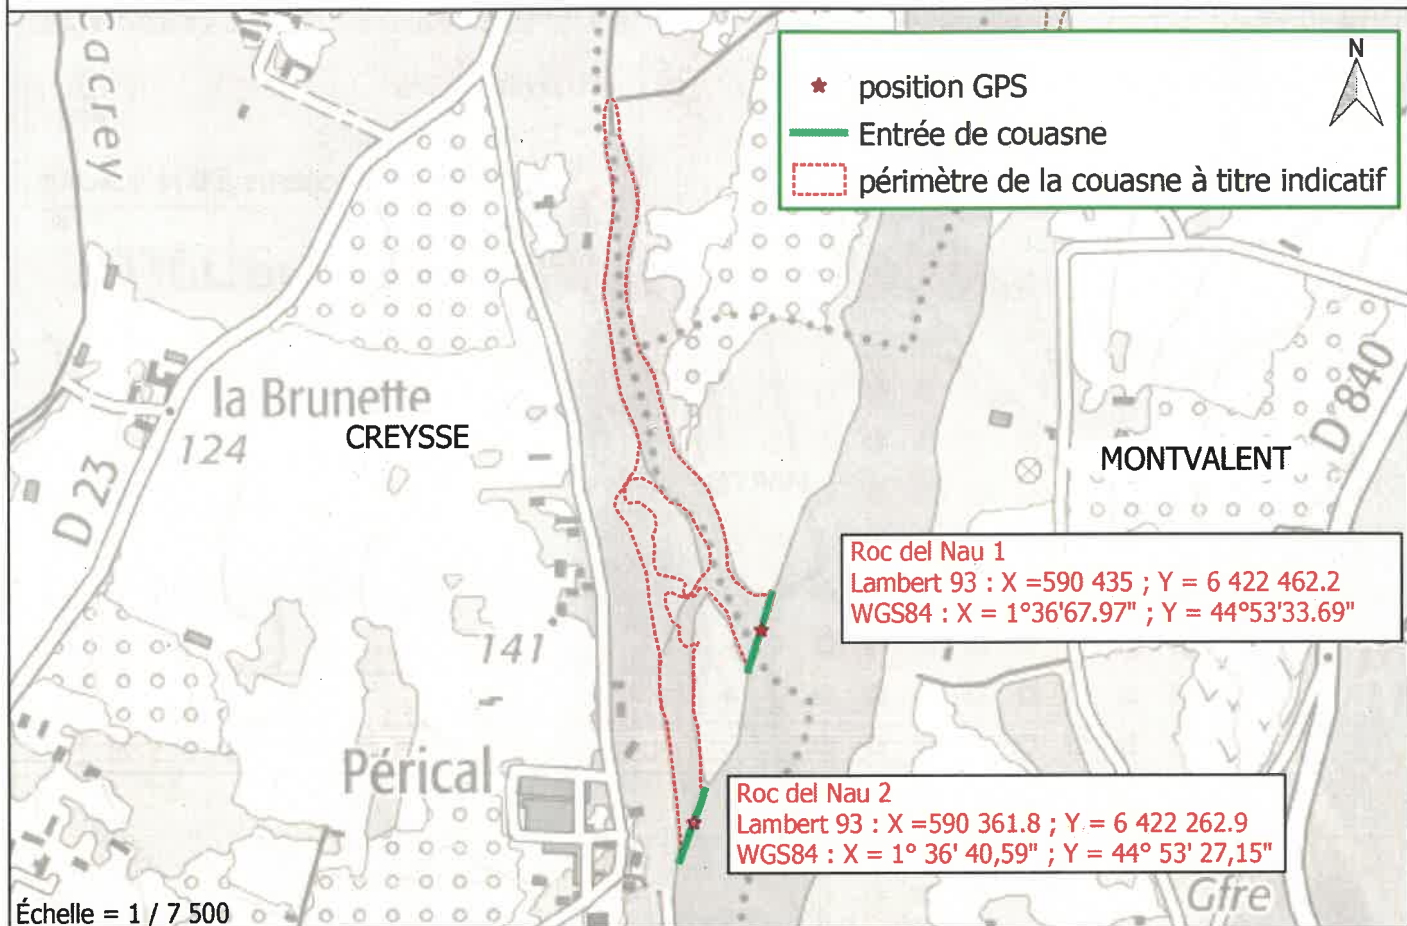 acrey
N
position GPS
Entrée de couasne
périmètre de la couasne à titre indicatif
la Brunette
124
CREYSSE
D 23
D 840
MONTVALENT
Roc del Nau 1
Lambert 93 : X =590 435 ; Y = 6 422 462.2
WGS84 : X = 1°36'67.97" ; Y = 44°53'33.69"
141
Pérical
Roc del Nau 2
Lambert 93 : X =590 361.8 ; Y = 6 422 262.9
WGS84 : X = 1° 36' 40,59" ; Y = 44° 53' 27,15"
Gfre
Échelle = 1 / 7 500